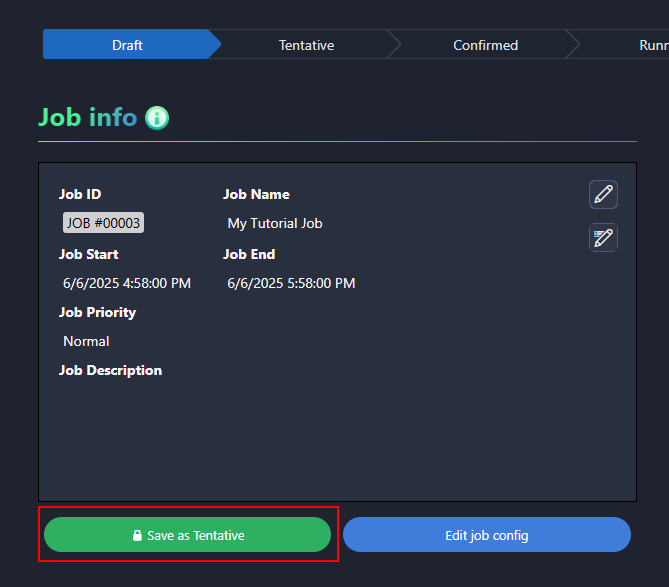 Draft Tentative Confirmed Runn
Job info
Job ID Job Name
JOB #00003 My Tutorial Job
Job Start Job End
6/6/2025 4:58:00 PM 6/6/2025 5:58:00 PM
Job Priority
Normal
Job Description
Save as Tentative Edit job config